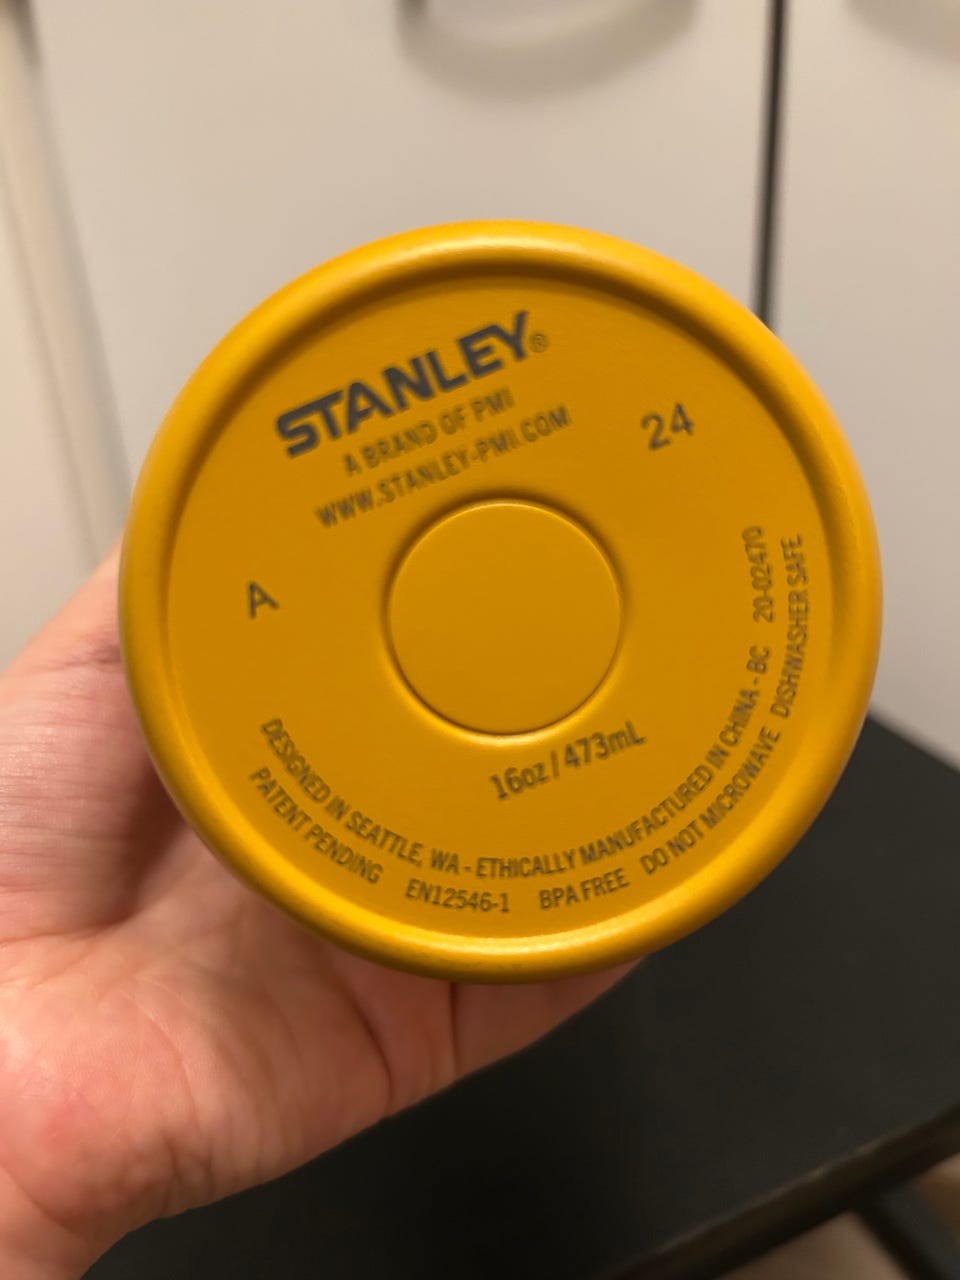 STANLEY®
A BRAND OF PMI
WWW.STANLEY-PMI.COM
24
A
16oz / 473mL
DESIGNED IN SEATTLE, WA - ETHICALLY MANUFACTURED IN CHINA - BC 20-02470
PATENT PENDING EN12546-1 BPA FREE DO NOT MICROWAVE DISHWASHER SAFE